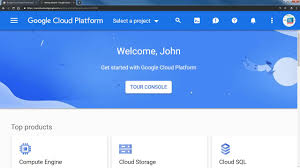 Google Cloud Platform
Select a project
Welcome, John
Get started with Google Cloud Platform
TOUR CONSOLE
Top products
Compute Engine
Cloud Storage
Cloud SQL